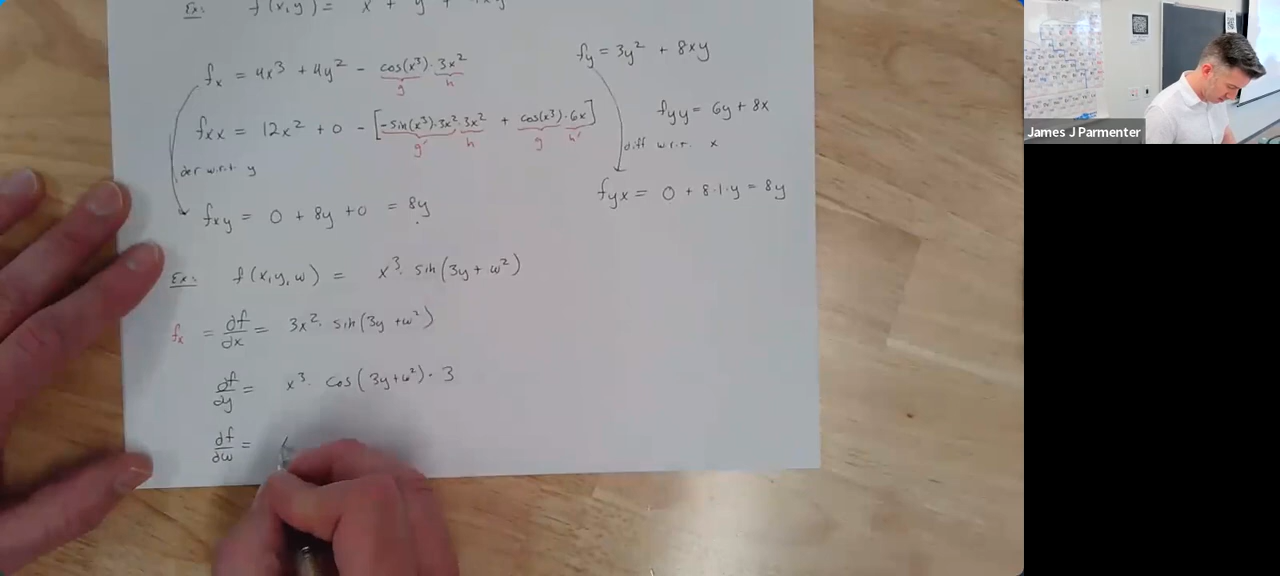 Ex: f(x,y) = x + y + 4xy
fx = 4x³ + 4y² - cos(x³) · 3x²
g h
fxx = 12x² + 0 - [-sin(x³)·3x²·3x² + cos(x³)·6x]
g' h g h'
der w.r.t. y
fxy = 0 + 8y + 0 = 8y
fy = 3y² + 8xy
fyy = 6y + 8x
diff w.r.t. x
fyx = 0 + 8·1·y = 8y
Ex: f(x,y,w) = x³· sin(3y + w²)
fx = ∂f/∂x = 3x²· sin(3y + w²)
∂f/∂y = x³· cos(3y + w²) · 3
∂f/∂w =
James J Parmenter